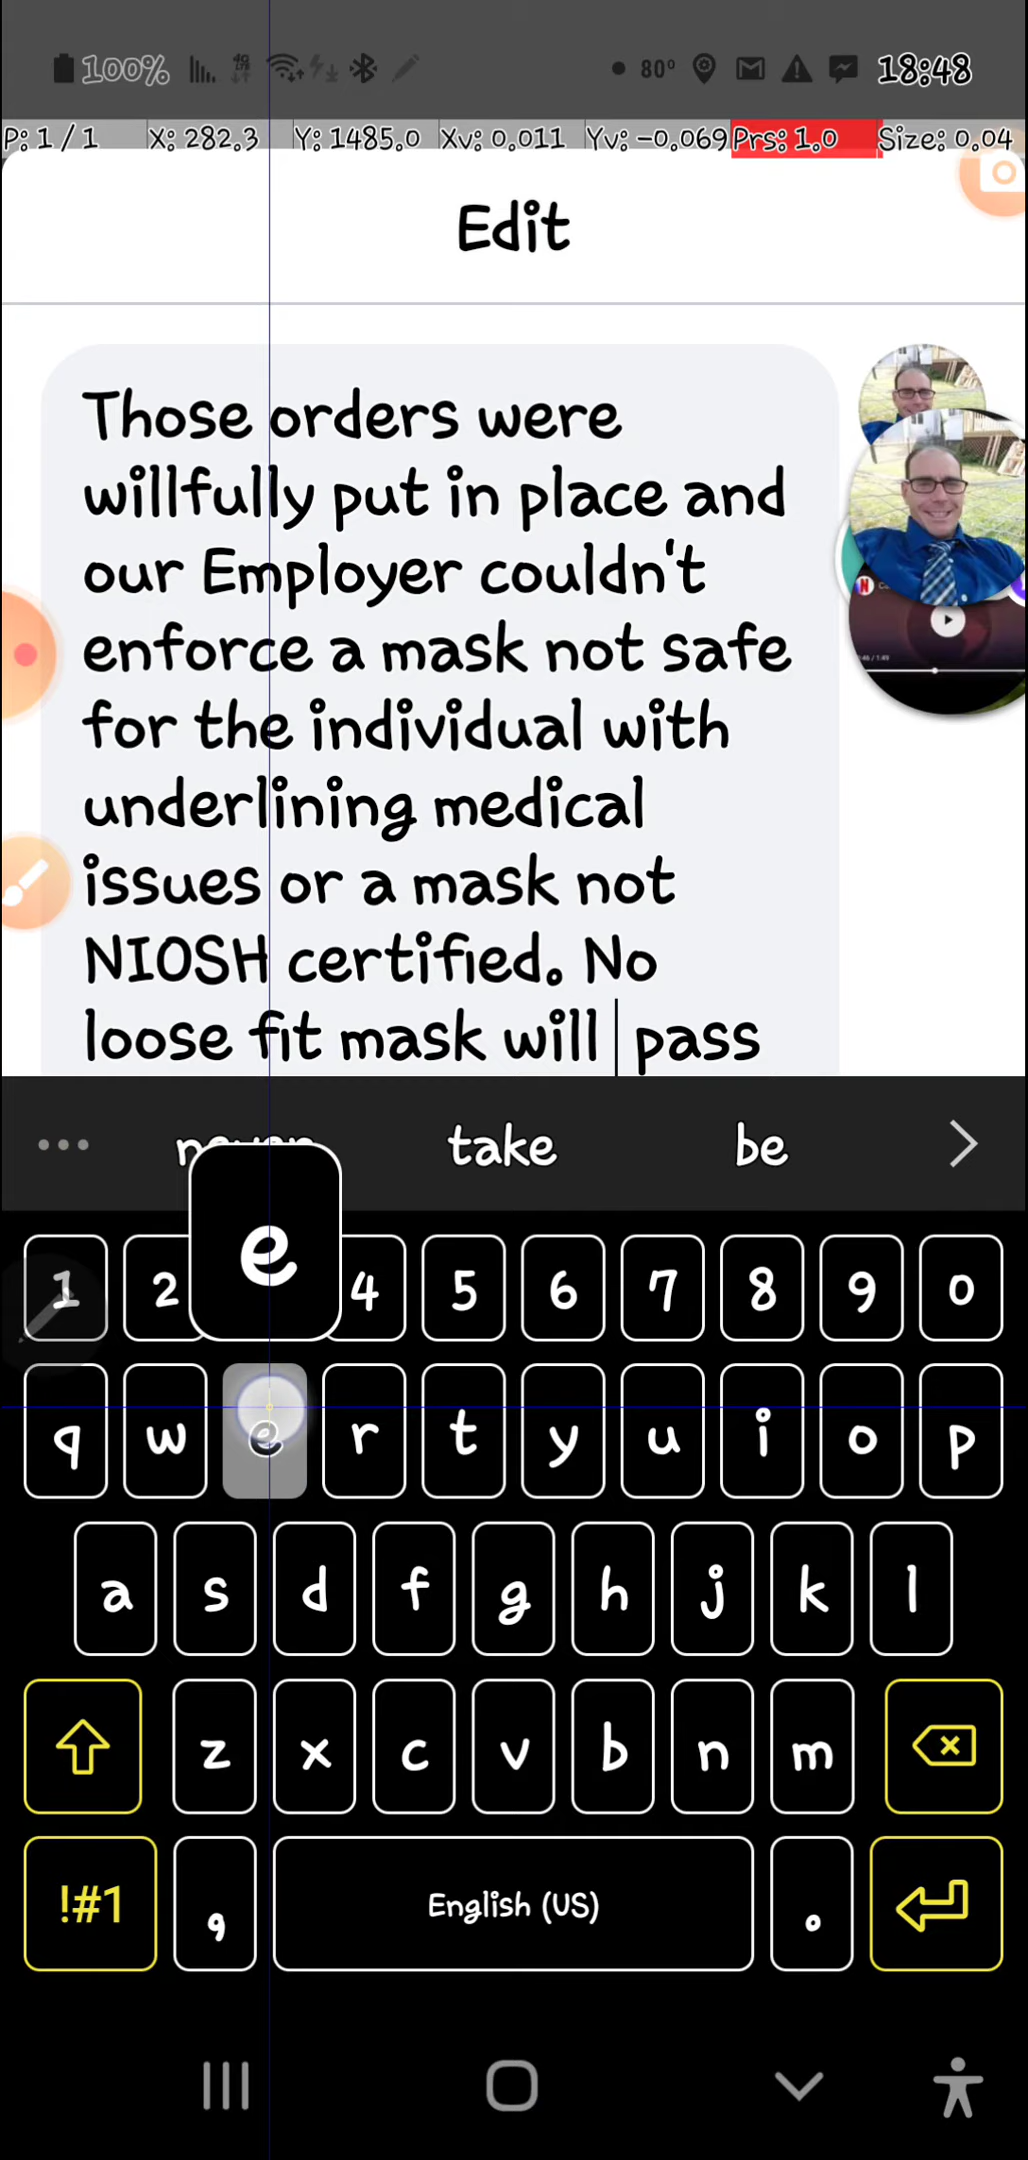 100% 80° 18:48
P: 1 / 1 X: 282.3 Y: 1485.0 Xv: 0.011 Yv: -0.069 Prs: 1.0 Size: 0.04
Edit
Those orders were
willfully put in place and
our Employer couldn't
enforce a mask not safe
for the individual with
underlining medical
issues or a mask not
NIOSH certified. No
loose fit mask will pass
take be
e
1 2 4 5 6 7 8 9 0
q w e r t y u i o p
a s d f g h j k l
z x c v b n m
!#1 , English (US) .